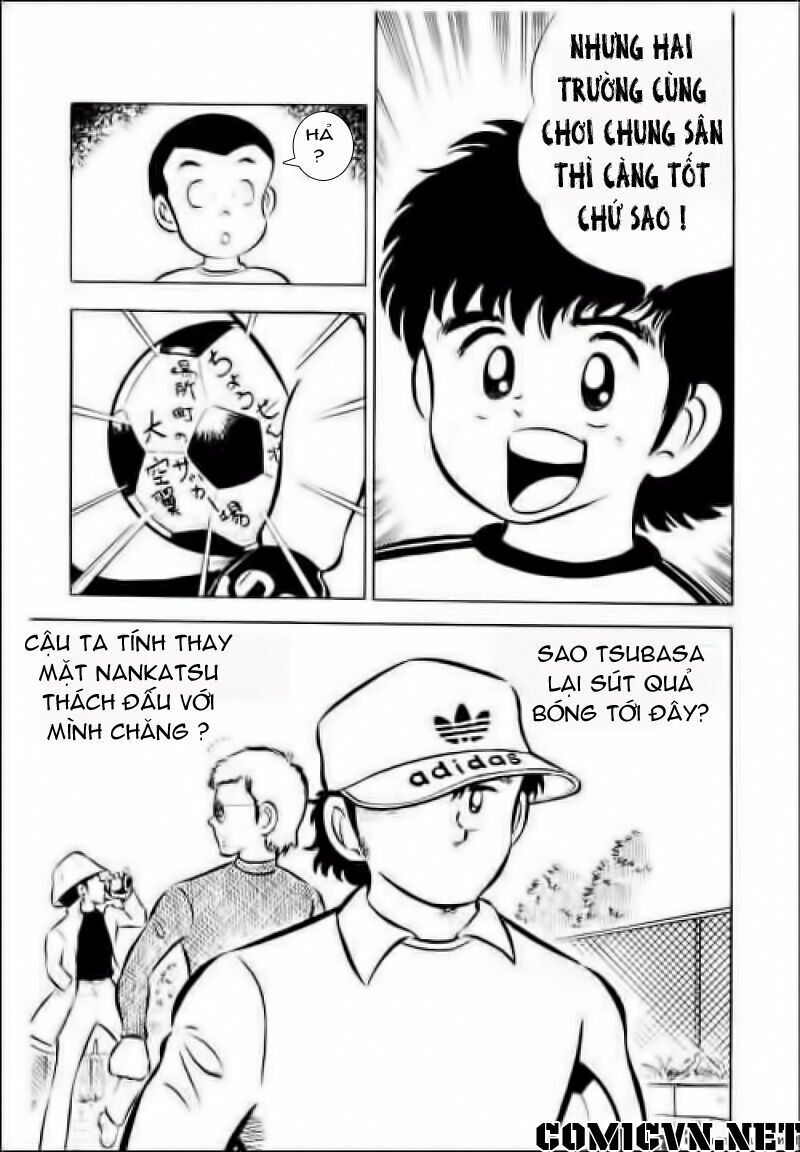 NHƯNG HAI
TRƯỜNG CÙNG
CHƠI CHUNG SÂN
THÌ CÀNG TỐT
CHỨ SAO !
HẢ
?
ちょうせん
場所町の
サッカー場
大空翼
CẬU TA TÍNH THAY
MẶT NANKATSU
THÁCH ĐẤU VỚI
MÌNH CHĂNG ?
SAO TSUBASA
LẠI SÚT QUẢ
BÓNG TỚI ĐÂY?
adidas
COMICVN.NET